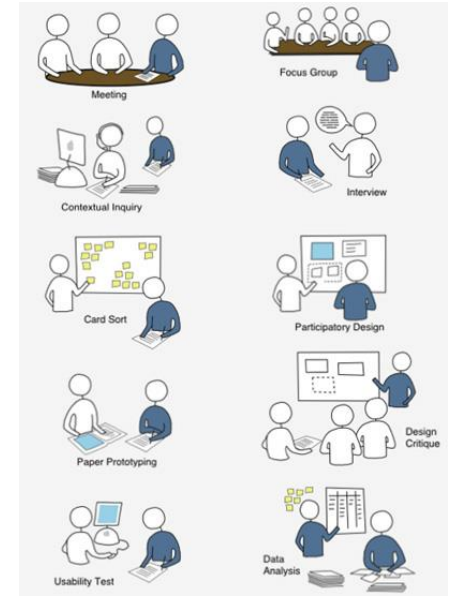 Meeting
Focus Group
Contextual Inquiry
Interview
Card Sort
Participatory Design
Paper Prototyping
Design
Critique
Usability Test
Data
Analysis